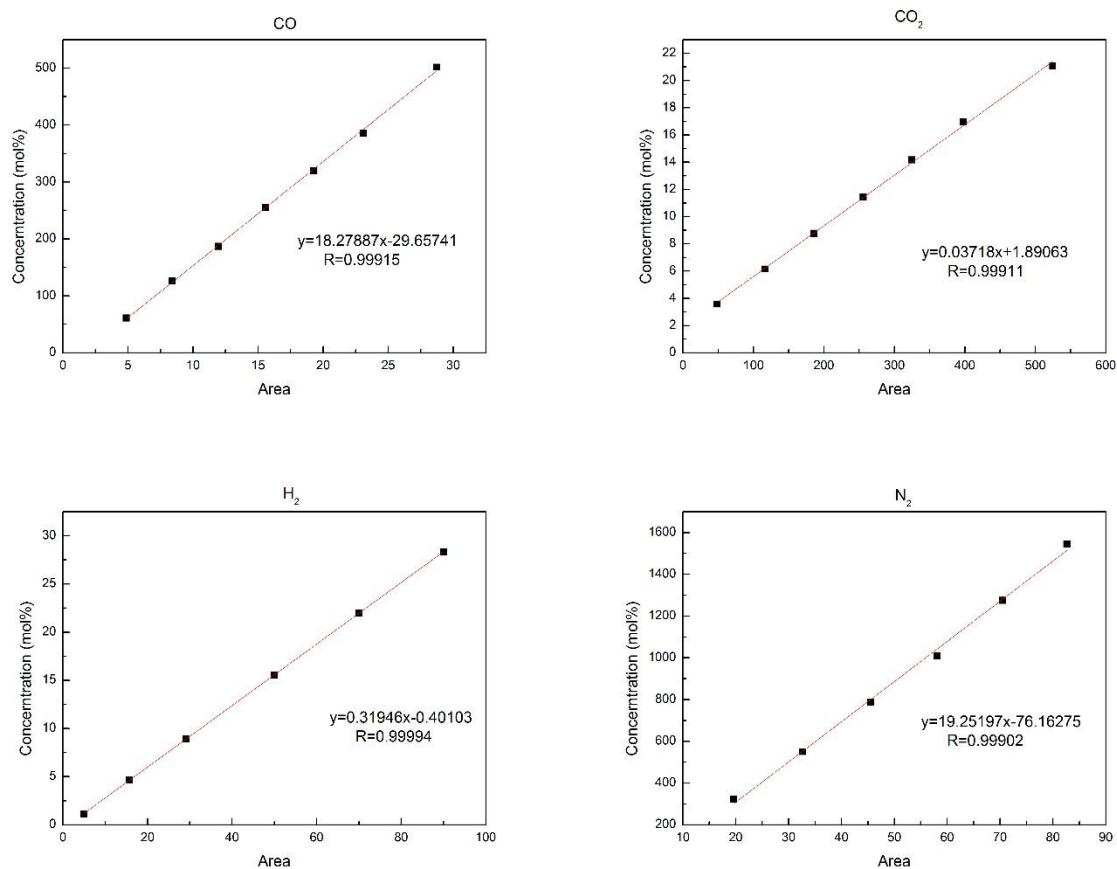 CO
Concerntration (mol%)
500
400
300
200
100
0
y=18.27887x-29.65741
R=0.99915
0 5 10 15 20 25 30
Area
CO₂
Concerntration (mol%)
22
20
18
16
14
12
10
8
6
4
2
0
y=0.03718x+1.89063
R=0.99911
0 100 200 300 400 500 600
Area
H₂
Concerntration (mol%)
30
25
20
15
10
5
0
y=0.31946x-0.40103
R=0.99994
0 20 40 60 80 100
Area
N₂
Concerntration (mol%)
1600
1400
1200
1000
800
600
400
200
y=19.25197x-76.16275
R=0.99902
10 20 30 40 50 60 70 80 90
Area